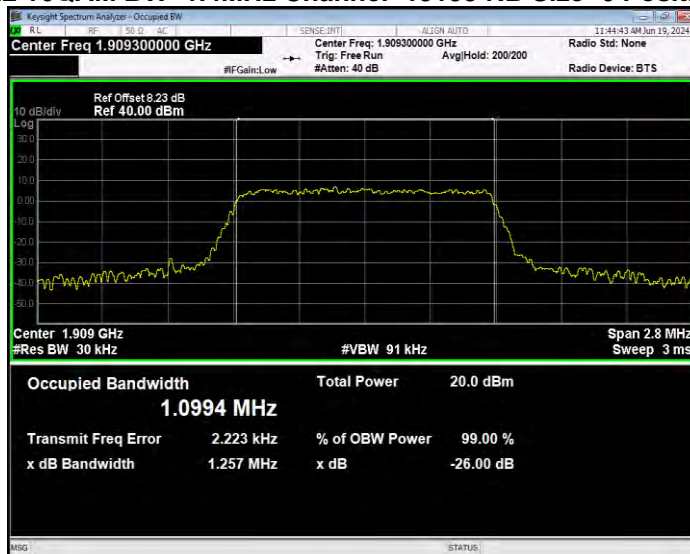 Keysight Spectrum Analyzer - Occupied BW
RL RF 50 Ω AC SENSE:INT ALIGN AUTO 11:44:43 AM Jun 19, 2024
Center Freq 1.909300000 GHz Center Freq: 1.909300000 GHz Radio Std: None
Trig: Free Run Avg|Hold: 200/200
#IFGain:Low #Atten: 40 dB Radio Device: BTS
Ref Offset 8.23 dB
10 dB/div Ref 40.00 dBm
Log
30.0
20.0
10.0
0.00
-10.0
-20.0
-30.0
-40.0
-50.0
Center 1.909 GHz Span 2.8 MHz
#Res BW 30 kHz #VBW 91 kHz Sweep 3 ms
Occupied Bandwidth Total Power 20.0 dBm
1.0994 MHz
Transmit Freq Error 2.223 kHz % of OBW Power 99.00 %
x dB Bandwidth 1.257 MHz x dB -26.00 dB
MSG STATUS